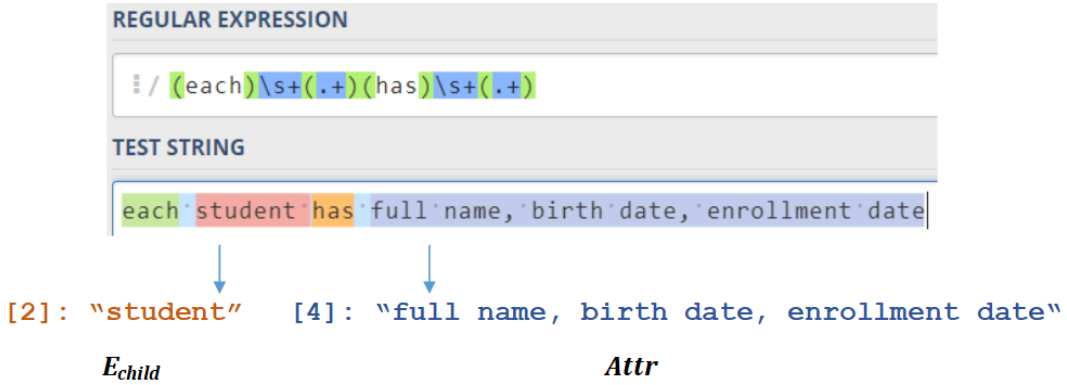 REGULAR EXPRESSION
⋮/ (each)\s+(.+)(has)\s+(.+)
TEST STRING
each·student·has·full·name,·birth·date,·enrollment·date
[2]: “student” [4]: “full name, birth date, enrollment date“
Echild Attr